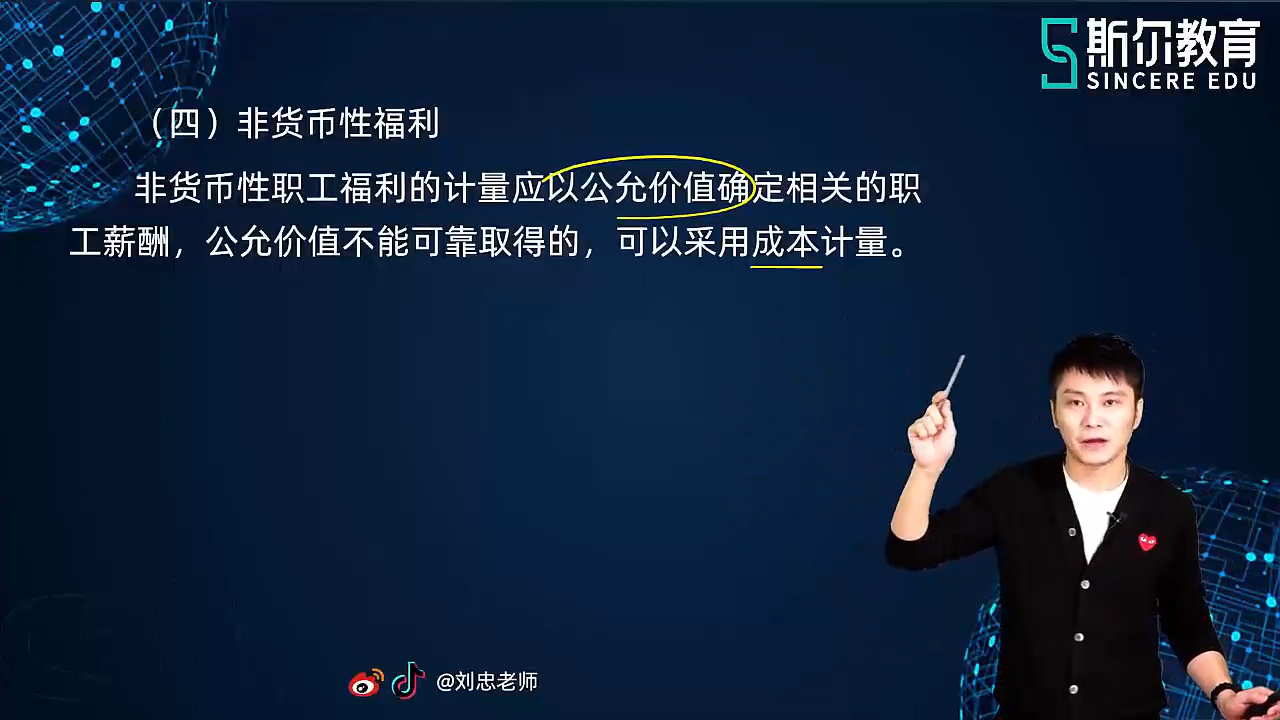 斯尔教育
SINCERE EDU
（四）非货币性福利
非货币性职工福利的计量应以公允价值确定相关的职
工薪酬，公允价值不能可靠取得的，可以采用成本计量。
@刘忠老师